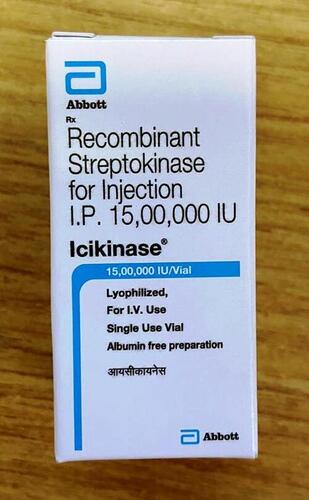 Abbott
Rx
Recombinant
Streptokinase
for Injection
I.P. 15,00,000 IU
Icikinase®
15,00,000 IU/Vial
Lyophilized,
For I.V. Use
Single Use Vial
Albumin free preparation
आयसीकायनेस
Abbott